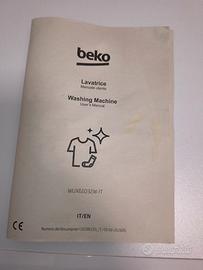 beko
Lavatrice
Manuale utente
Washing Machine
User's Manual
IT/EN